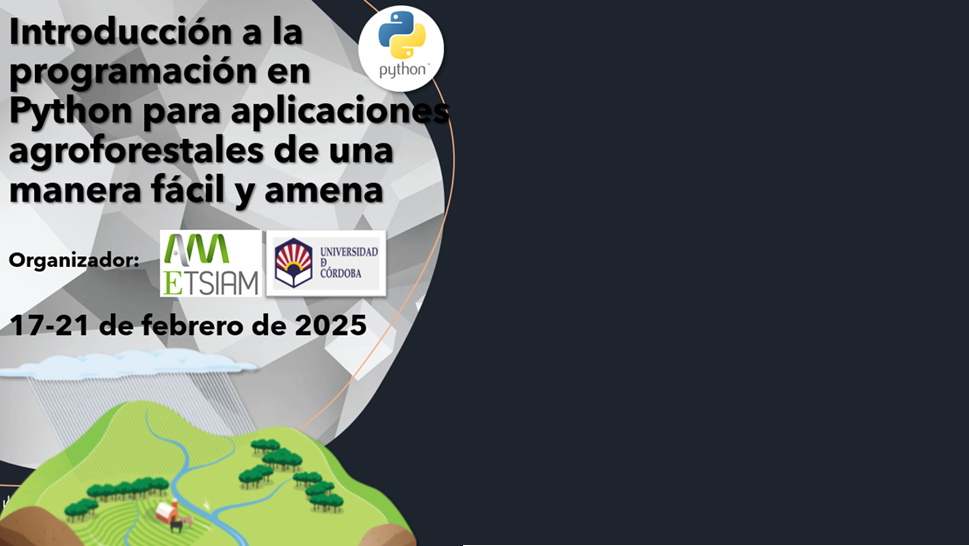 Introducción a la
programación en
Python para aplicaciones
agroforestales de una
manera fácil y amena
python
Organizador:
ETSIAM
UNIVERSIDAD
D
CÓRDOBA
17-21 de febrero de 2025